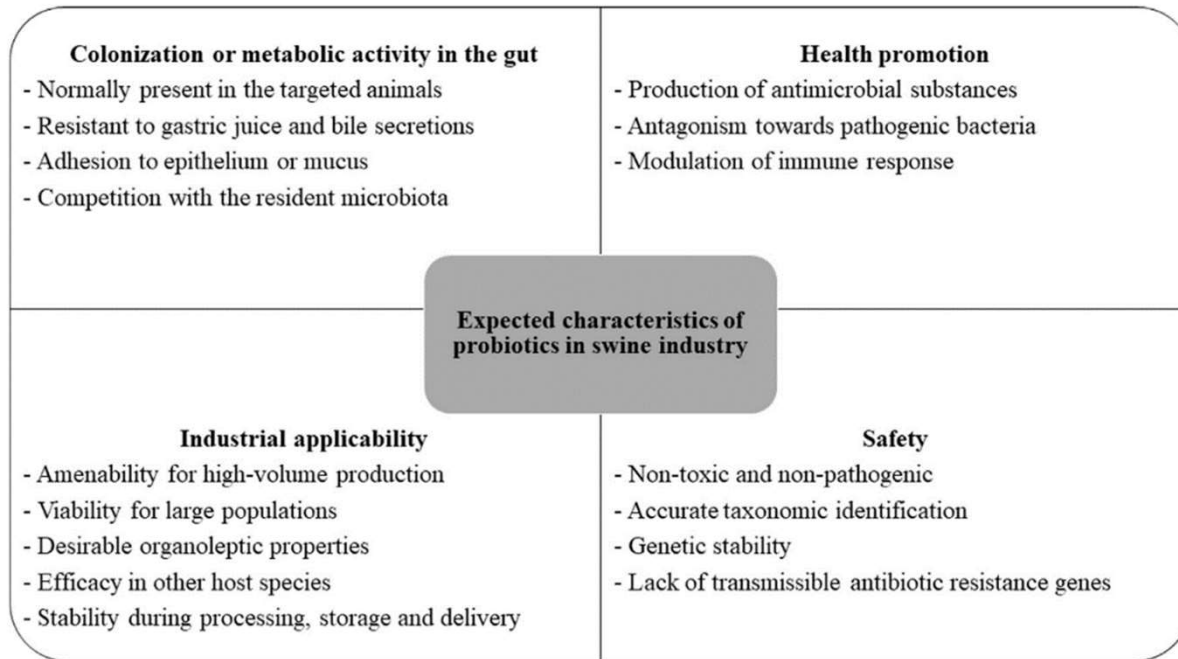 Colonization or metabolic activity in the gut
- Normally present in the targeted animals
- Resistant to gastric juice and bile secretions
- Adhesion to epithelium or mucus
- Competition with the resident microbiota
Health promotion
- Production of antimicrobial substances
- Antagonism towards pathogenic bacteria
- Modulation of immune response
Expected characteristics of
probiotics in swine industry
Industrial applicability
- Amenability for high-volume production
- Viability for large populations
- Desirable organoleptic properties
- Efficacy in other host species
- Stability during processing, storage and delivery
Safety
- Non-toxic and non-pathogenic
- Accurate taxonomic identification
- Genetic stability
- Lack of transmissible antibiotic resistance genes